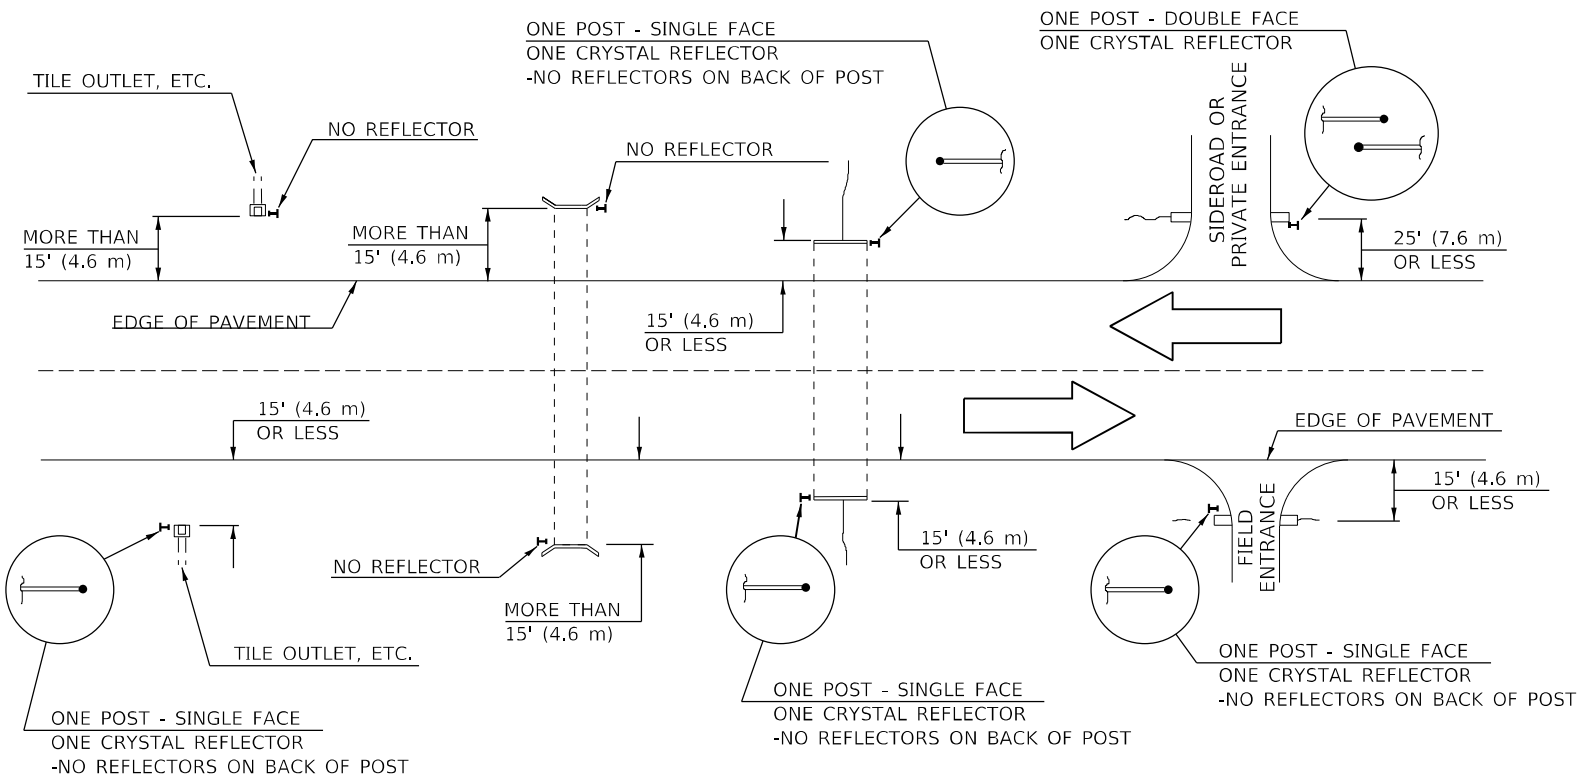 ONE POST - SINGLE FACE
ONE CRYSTAL REFLECTOR
-NO REFLECTORS ON BACK OF POST
ONE POST - DOUBLE FACE
ONE CRYSTAL REFLECTOR
TILE OUTLET, ETC.
NO REFLECTOR
NO REFLECTOR
SIDEROAD OR
PRIVATE ENTRANCE
MORE THAN
15' (4.6 m)
MORE THAN
15' (4.6 m)
25' (7.6 m)
OR LESS
EDGE OF PAVEMENT
15' (4.6 m)
OR LESS
15' (4.6 m)
OR LESS
EDGE OF PAVEMENT
15' (4.6 m)
OR LESS
FIELD
ENTRANCE
15' (4.6 m)
OR LESS
NO REFLECTOR
MORE THAN
15' (4.6 m)
TILE OUTLET, ETC.
ONE POST - SINGLE FACE
ONE CRYSTAL REFLECTOR
-NO REFLECTORS ON BACK OF POST
ONE POST - SINGLE FACE
ONE CRYSTAL REFLECTOR
-NO REFLECTORS ON BACK OF POST
ONE POST - SINGLE FACE
ONE CRYSTAL REFLECTOR
-NO REFLECTORS ON BACK OF POST